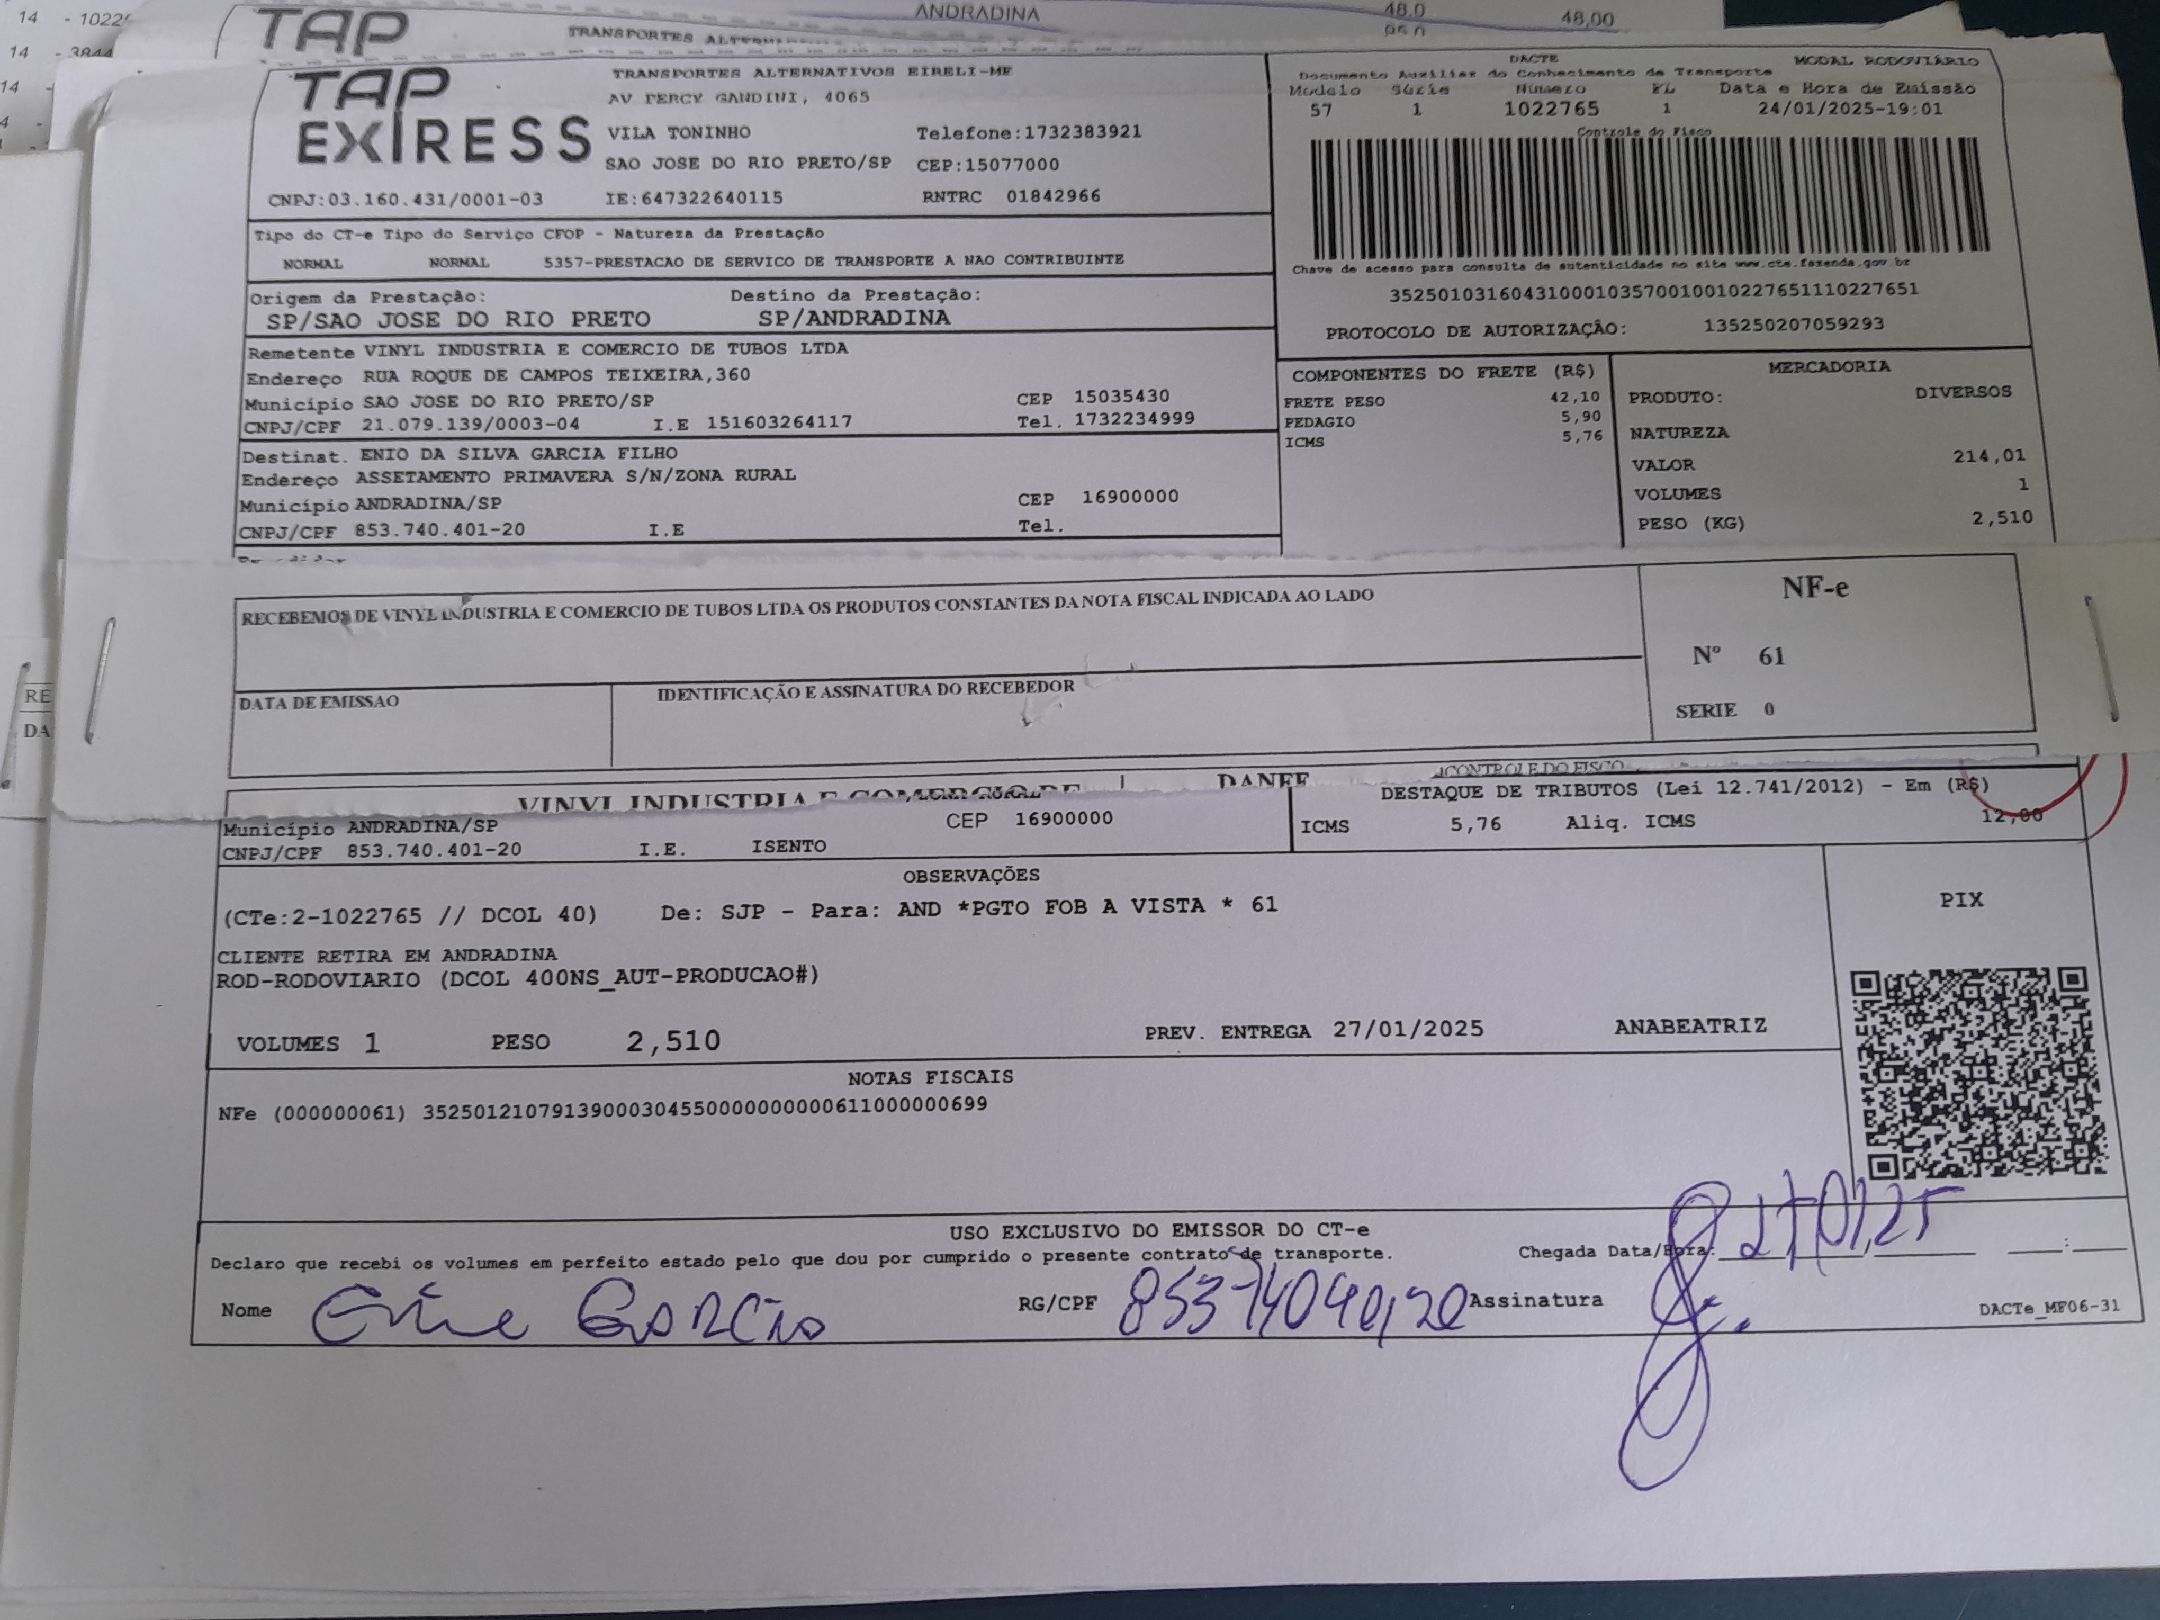 14 - 1022
ANDRADINA 48,0 48,00
14 - 3844
TAP
TRANSPORTES
TAP EXPRESS
TRANSPORTES ALTERNATIVOS EIRELI-ME
AV PERCY GANDINI, 4065
VILA TONINHO Telefone:1732383921
SAO JOSE DO RIO PRETO/SP CEP:15077000
CNPJ:03.160.431/0001-03 IE:647322640115 RNTRC 01842966
DACTE MODAL RODOVIÁRIO
Documento Auxiliar do Conhecimento de Transporte
Modelo Série Número FL Data e Hora de Emissão
57 1 1022765 1 24/01/2025-19:01
Controle do Fisco
Chave de acesso para consulta de autenticidade no site www.cte.fazenda.gov.br
35250103160431000103570010010227651110227651
PROTOCOLO DE AUTORIZAÇÃO: 135250207059293
Tipo do CT-e Tipo do Serviço CFOP - Natureza da Prestação
NORMAL NORMAL 5357-PRESTACAO DE SERVICO DE TRANSPORTE A NAO CONTRIBUINTE
Origem da Prestação: Destino da Prestação:
SP/SAO JOSE DO RIO PRETO SP/ANDRADINA
Remetente VINYL INDUSTRIA E COMERCIO DE TUBOS LTDA
Endereço RUA ROQUE DE CAMPOS TEIXEIRA,360
Município SAO JOSE DO RIO PRETO/SP CEP 15035430
CNPJ/CPF 21.079.139/0003-04 I.E 151603264117 Tel. 1732234999
Destinat. ENIO DA SILVA GARCIA FILHO
Endereço ASSETAMENTO PRIMAVERA S/N/ZONA RURAL
Município ANDRADINA/SP CEP 16900000
CNPJ/CPF 853.740.401-20 I.E Tel.
COMPONENTES DO FRETE (R$)
FRETE PESO 42,10
PEDAGIO 5,90
ICMS 5,76
MERCADORIA
PRODUTO: DIVERSOS
NATUREZA
VALOR 214,01
VOLUMES 1
PESO (KG) 2,510
RECEBEMOS DE VINYL INDUSTRIA E COMERCIO DE TUBOS LTDA OS PRODUTOS CONSTANTES DA NOTA FISCAL INDICADA AO LADO
NF-e
Nº 61
SERIE 0
DATA DE EMISSAO IDENTIFICAÇÃO E ASSINATURA DO RECEBEDOR
RE
DA
VINYL INDUSTRIA E COMERCIO DE DANFE CONTROLE DO FISCO
Município ANDRADINA/SP CEP 16900000
CNPJ/CPF 853.740.401-20 I.E. ISENTO
DESTAQUE DE TRIBUTOS (Lei 12.741/2012) - Em (R$)
ICMS 5,76 Aliq. ICMS 12,00
OBSERVAÇÕES
(CTe:2-1022765 // DCOL 40) De: SJP - Para: AND *PGTO FOB A VISTA * 61
CLIENTE RETIRA EM ANDRADINA
ROD-RODOVIARIO (DCOL 400NS_AUT-PRODUCAO#)
VOLUMES 1 PESO 2,510 PREV. ENTREGA 27/01/2025 ANABEATRIZ
PIX
NOTAS FISCAIS
NFe (000000061) 35250121079139000304550000000000611000000699
USO EXCLUSIVO DO EMISSOR DO CT-e
Declaro que recebi os volumes em perfeito estado pelo que dou por cumprido o presente contrato de transporte. Chegada Data/Hora: 27/01/25 :
Nome Enio Garcia RG/CPF 853740401,20 Assinatura
DACTe_MF06-31